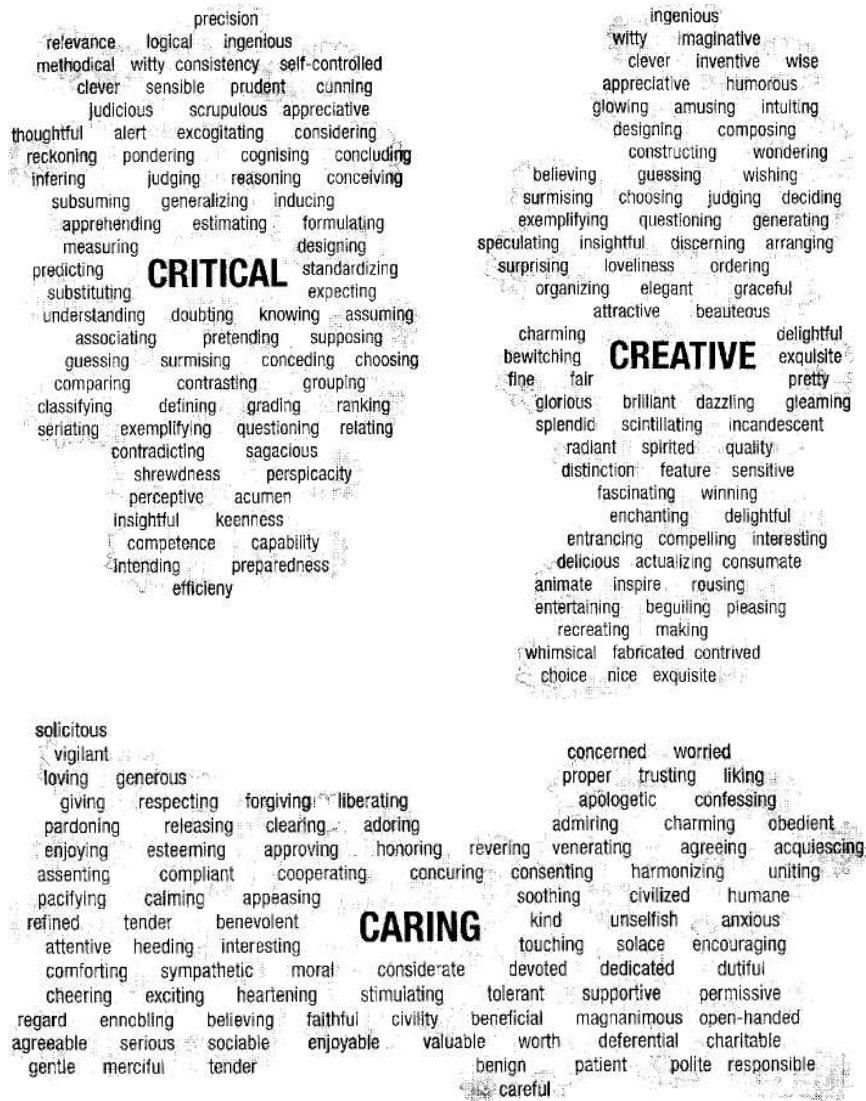 precision
relevance logical ingenious
methodical witty consistency self-controlled
clever sensible prudent cunning
judicious scrupulous appreciative
thoughtful alert excogitating considering
reckoning pondering cognising concluding
infering judging reasoning conceiving
subsuming generalizing inducing
apprehending estimating formulating
measuring designing
predicting CRITICAL standardizing
substituting expecting
understanding doubting knowing assuming
associating pretending supposing
guessing surmising conceding choosing
comparing contrasting grouping
classifying defining grading ranking
seriating exemplifying questioning relating
contradicting sagacious
shrewdness perspicacity
perceptive acumen
insightful keenness
competence capability
intending preparedness
efficieny
ingenious
witty imaginative
clever inventive wise
appreciative humorous
glowing amusing intuiting
designing composing
constructing wondering
believing guessing wishing
surmising choosing judging deciding
exemplifying questioning generating
speculating insightful discerning arranging
surprising loveliness ordering
organizing elegant graceful
attractive beauteous
charming delightful
bewitching CREATIVE exquisite
fine fair pretty
glorious brilliant dazzling gleaming
splendid scintillating incandescent
radiant spirited quality
distinction feature sensitive
fascinating winning
enchanting delightful
entrancing compelling interesting
delicious actualizing consumate
animate inspire rousing
entertaining beguiling pleasing
recreating making
whimsical fabricated contrived
choice nice exquisite
solicitous
vigilant concerned worried
loving generous proper trusting liking
giving respecting forgiving liberating apologetic confessing
pardoning releasing clearing adoring admiring charming obedient
enjoying esteeming approving honoring revering venerating agreeing acquiescing
assenting compliant cooperating concuring consenting harmonizing uniting
pacifying calming appeasing soothing civilized humane
refined tender benevolent CARING kind unselfish anxious
attentive heeding interesting touching solace encouraging
comforting sympathetic moral considerate devoted dedicated dutiful
cheering exciting heartening stimulating tolerant supportive permissive
regard ennobling believing faithful civility beneficial magnanimous open-handed
agreeable serious sociable enjoyable valuable worth deferential charitable
gentle merciful tender benign patient polite responsible
careful